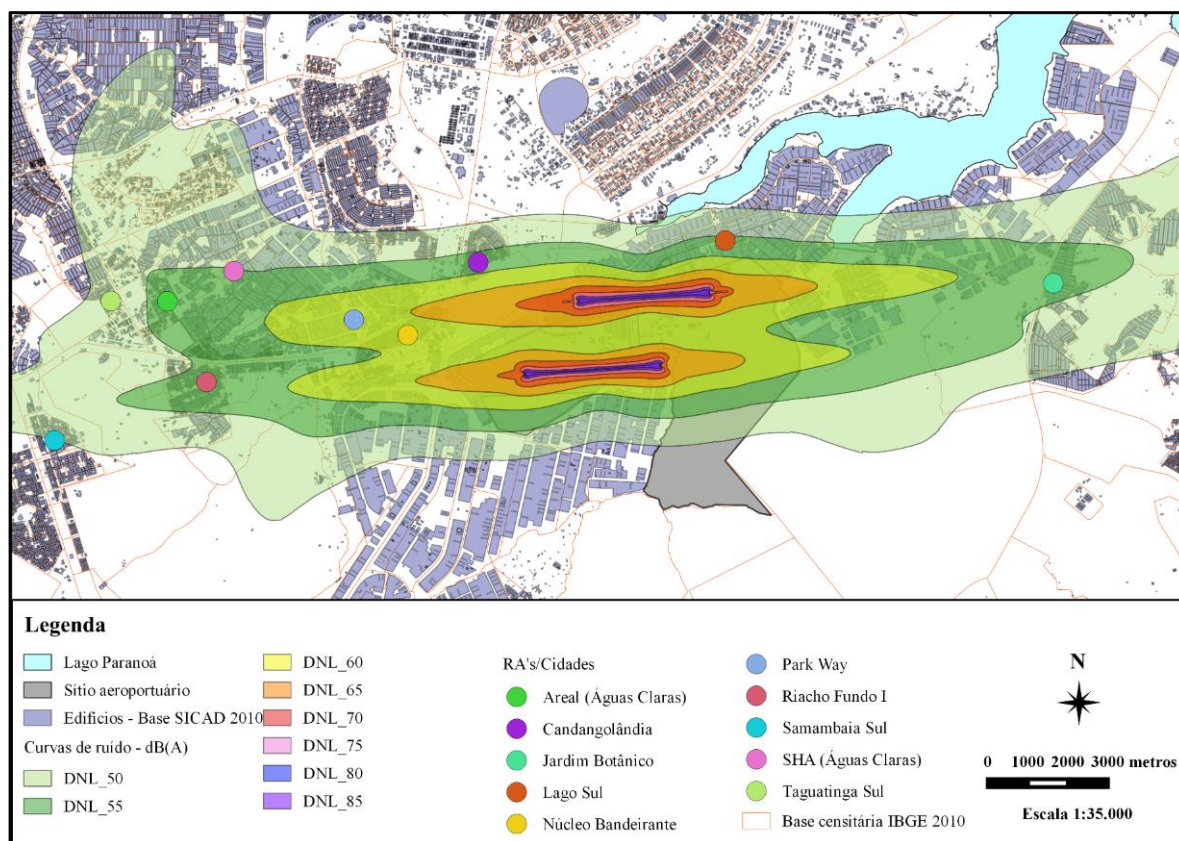 Legenda
Lago Paranoá
Sítio aeroportuário
Edifícios - Base SICAD 2010
Curvas de ruído - dB(A)
DNL_50
DNL_55
DNL_60
DNL_65
DNL_70
DNL_75
DNL_80
DNL_85
RA's/Cidades
Areal (Águas Claras)
Candangolândia
Jardim Botânico
Lago Sul
Núcleo Bandeirante
Park Way
Riacho Fundo I
Samambaia Sul
SHA (Águas Claras)
Taguatinga Sul
Base censitária IBGE 2010
N
0 1000 2000 3000 metros
Escala 1:35.000